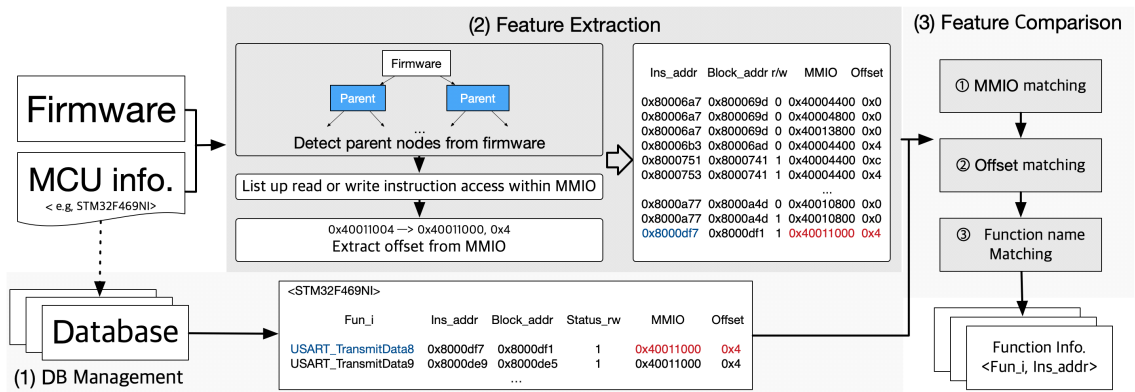 (2) Feature Extraction
(3) Feature Comparison
Firmware
MCU info.
< e.g, STM32F469NI>
Firmware
Parent Parent
...
Detect parent nodes from firmware
List up read or write instruction access within MMIO
0x40011004 —> 0x40011000, 0x4
Extract offset from MMIO
Ins_addr Block_addr r/w MMIO Offset
0x80006a7 0x800069d 0 0x40004400 0x0
0x80006a7 0x800069d 0 0x40004800 0x0
0x80006a7 0x800069d 0 0x40013800 0x0
0x80006b3 0x80006ad 0 0x40004400 0x4
0x8000751 0x8000741 1 0x40004400 0xc
0x8000753 0x8000741 1 0x40004400 0x4
...
0x8000a77 0x8000a4d 0 0x40010800 0x0
0x8000a77 0x8000a4d 1 0x40010800 0x0
0x8000df7 0x8000df1 1 0x40011000 0x4
① MMIO matching
② Offset matching
③ Function name
Matching
Function Info.
<Fun_i, Ins_addr>
Database
(1) DB Management
<STM32F469NI>
Fun_i Ins_addr Block_addr Status_rw MMIO Offset
USART_TransmitData8 0x8000df7 0x8000df1 1 0x40011000 0x4
USART_TransmitData9 0x8000de9 0x8000de5 1 0x40011000 0x4
...